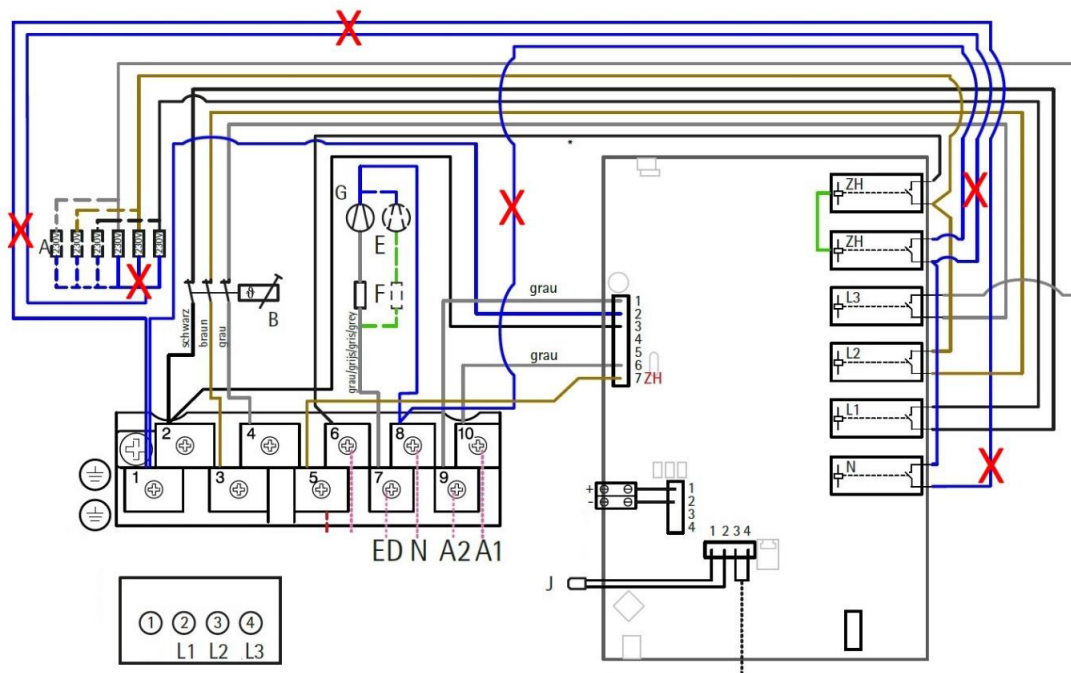 X
X
X
X
X
X
*
A
230V
230V
230V
230V
230V
230V
G
E
F
B
schwarz
braun
grau
grau/grijs/gris/grey
grau
grau
1
2
3
4
5
6
7 ZH
ZH
ZH
L3
L2
L1
N
2 4 6 8 10
1 3 5 7 9
ED N A2 A1
+
-
1
2
3
4
1 2 3 4
J
1 2 3 4
L1 L2 L3